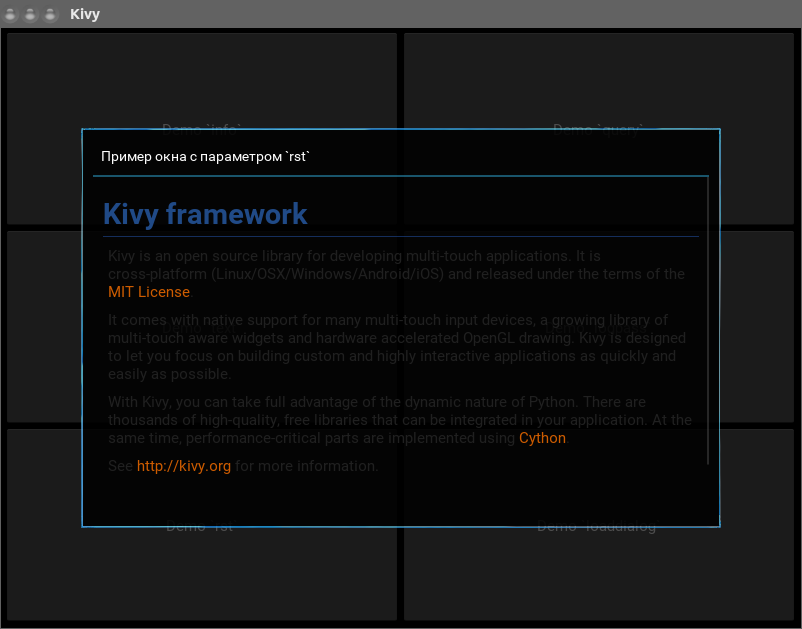 Kivy
Demo `info`
Demo `query`
Пример окна с параметром `rst`
Kivy framework
Kivy is an open source library for developing multi-touch applications. It is
cross-platform (Linux/OSX/Windows/Android/iOS) and released under the terms of the
MIT License.
It comes with native support for many multi-touch input devices, a growing library of
multi-touch aware widgets and hardware accelerated OpenGL drawing. Kivy is designed
to let you focus on building custom and highly interactive applications as quickly and
easily as possible.
With Kivy, you can take full advantage of the dynamic nature of Python. There are
thousands of high-quality, free libraries that can be integrated in your application. At the
same time, performance-critical parts are implemented using Cython.
See http://kivy.org for more information.
Demo `rst`
Demo `loaddialog`